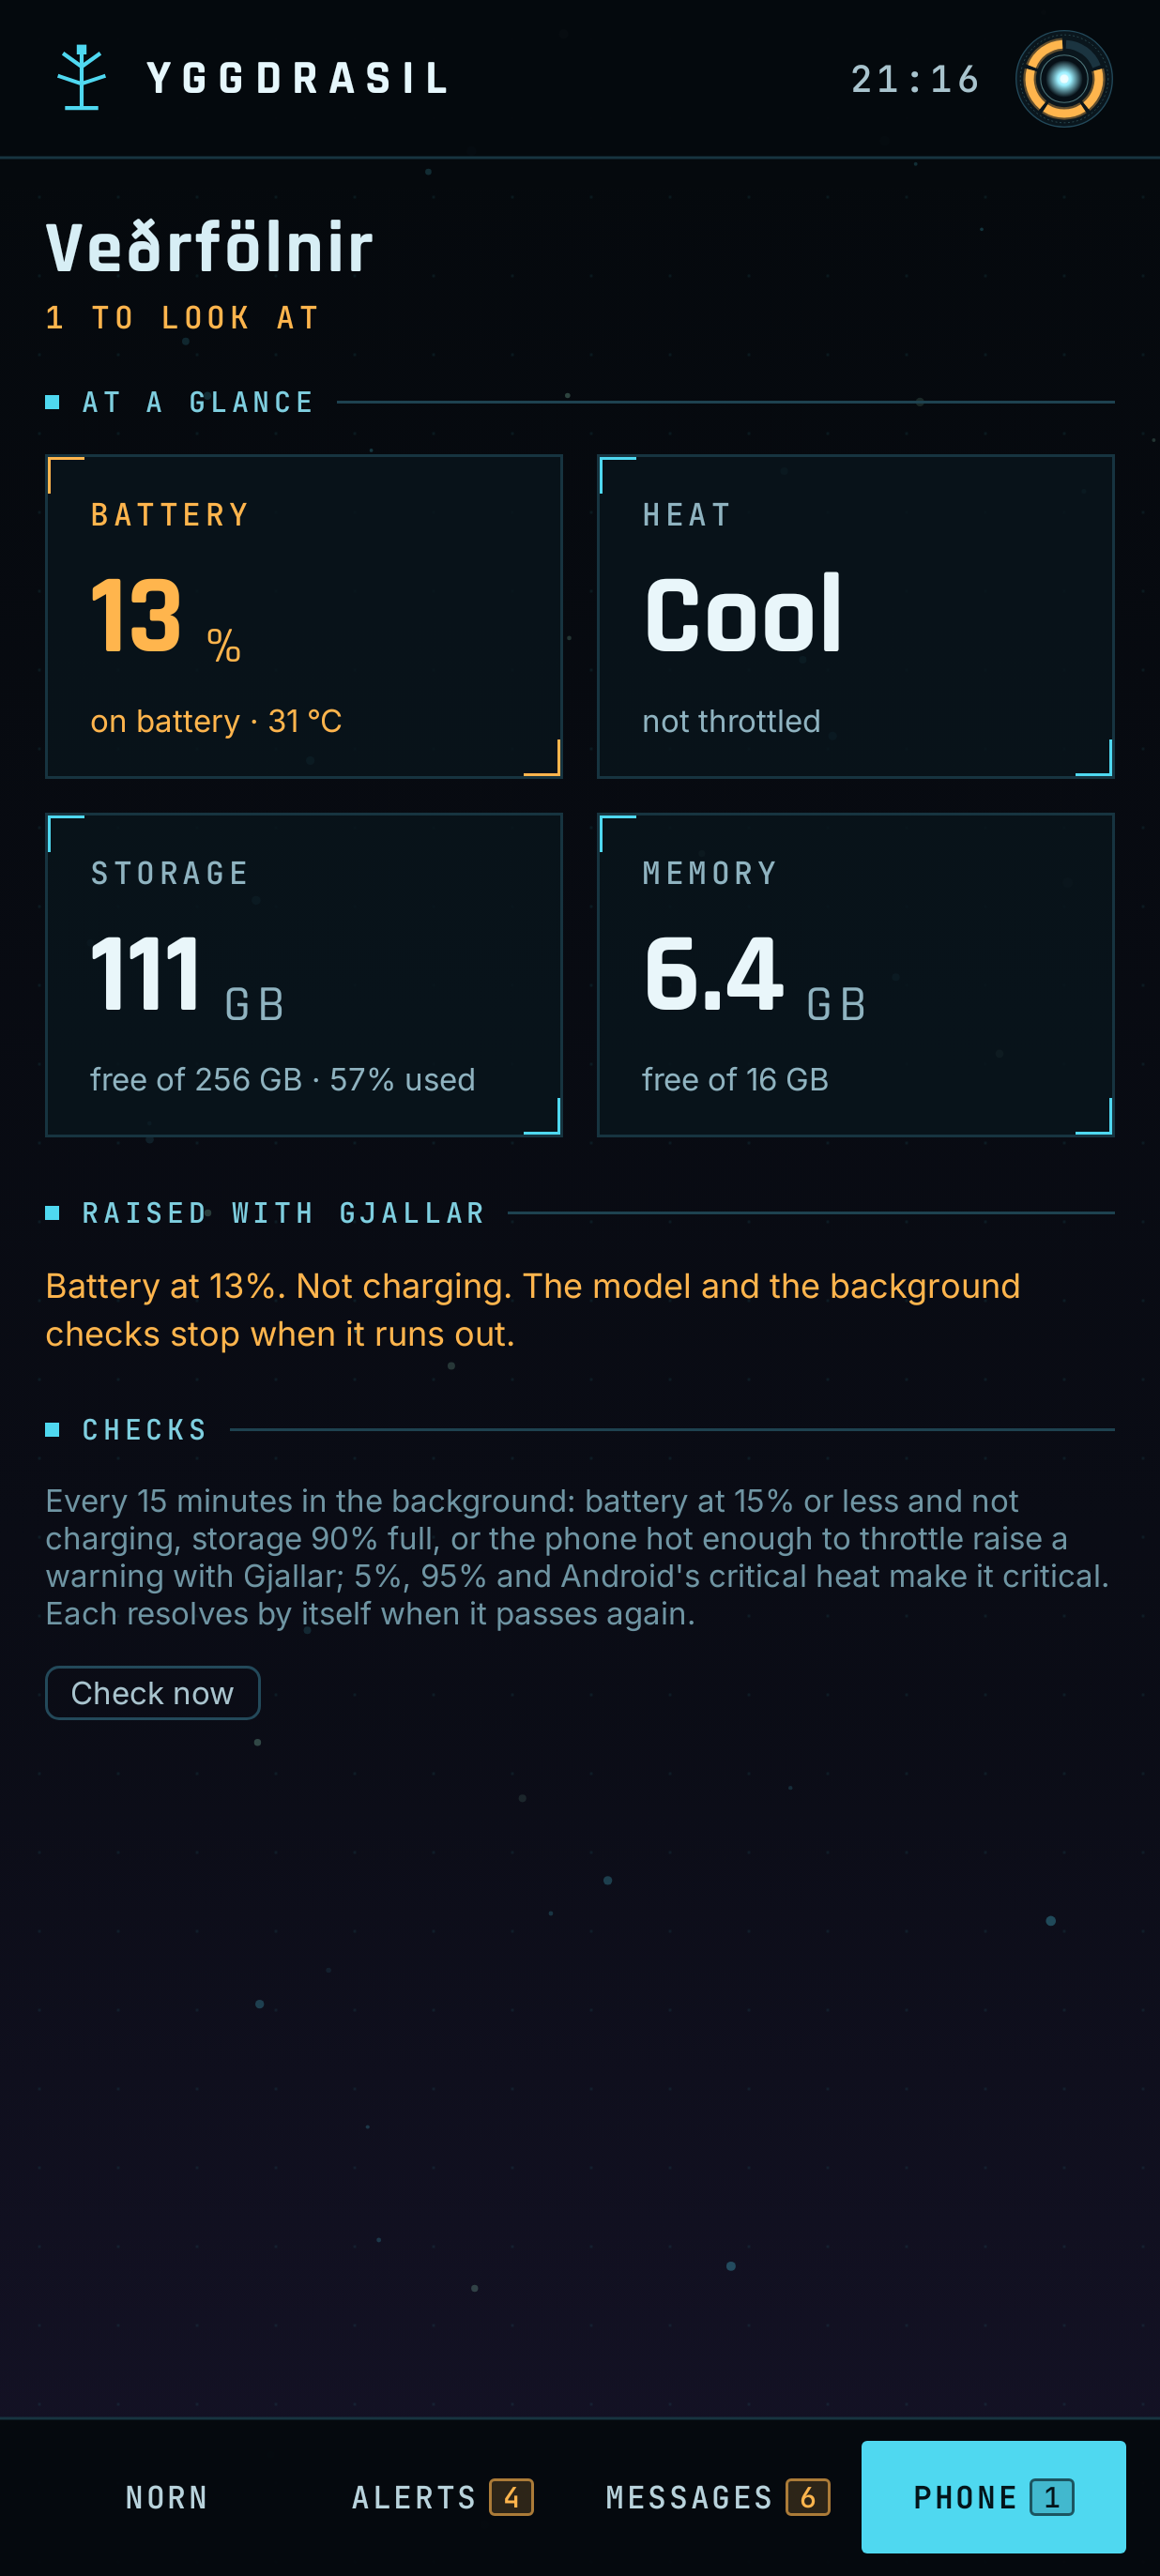 YGGDRASIL
21:16
Veðrfölnir
1 TO LOOK AT
AT A GLANCE
BATTERY
13 %
on battery · 31 °C
HEAT
Cool
not throttled
STORAGE
111 GB
free of 256 GB · 57% used
MEMORY
6.4 GB
free of 16 GB
RAISED WITH GJALLAR
Battery at 13%. Not charging. The model and the background
checks stop when it runs out.
CHECKS
Every 15 minutes in the background: battery at 15% or less and not
charging, storage 90% full, or the phone hot enough to throttle raise a
warning with Gjallar; 5%, 95% and Android's critical heat make it critical.
Each resolves by itself when it passes again.
Check now
NORN
ALERTS 4
MESSAGES 6
PHONE 1